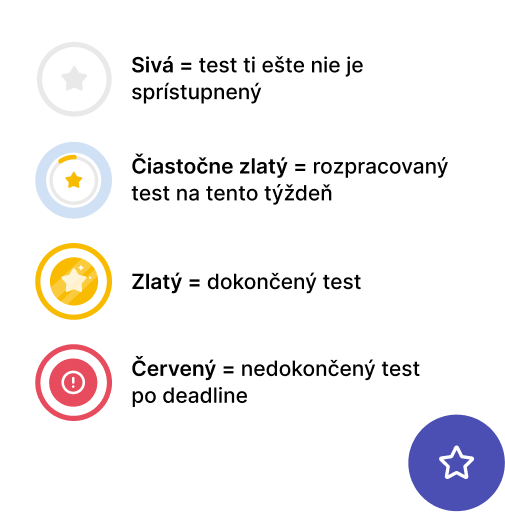 Sivá = test ti ešte nie je
sprístupnený
Čiastočne zlatý = rozpracovaný
test na tento týždeň
Zlatý = dokončený test
Červený = nedokončený test
po deadline